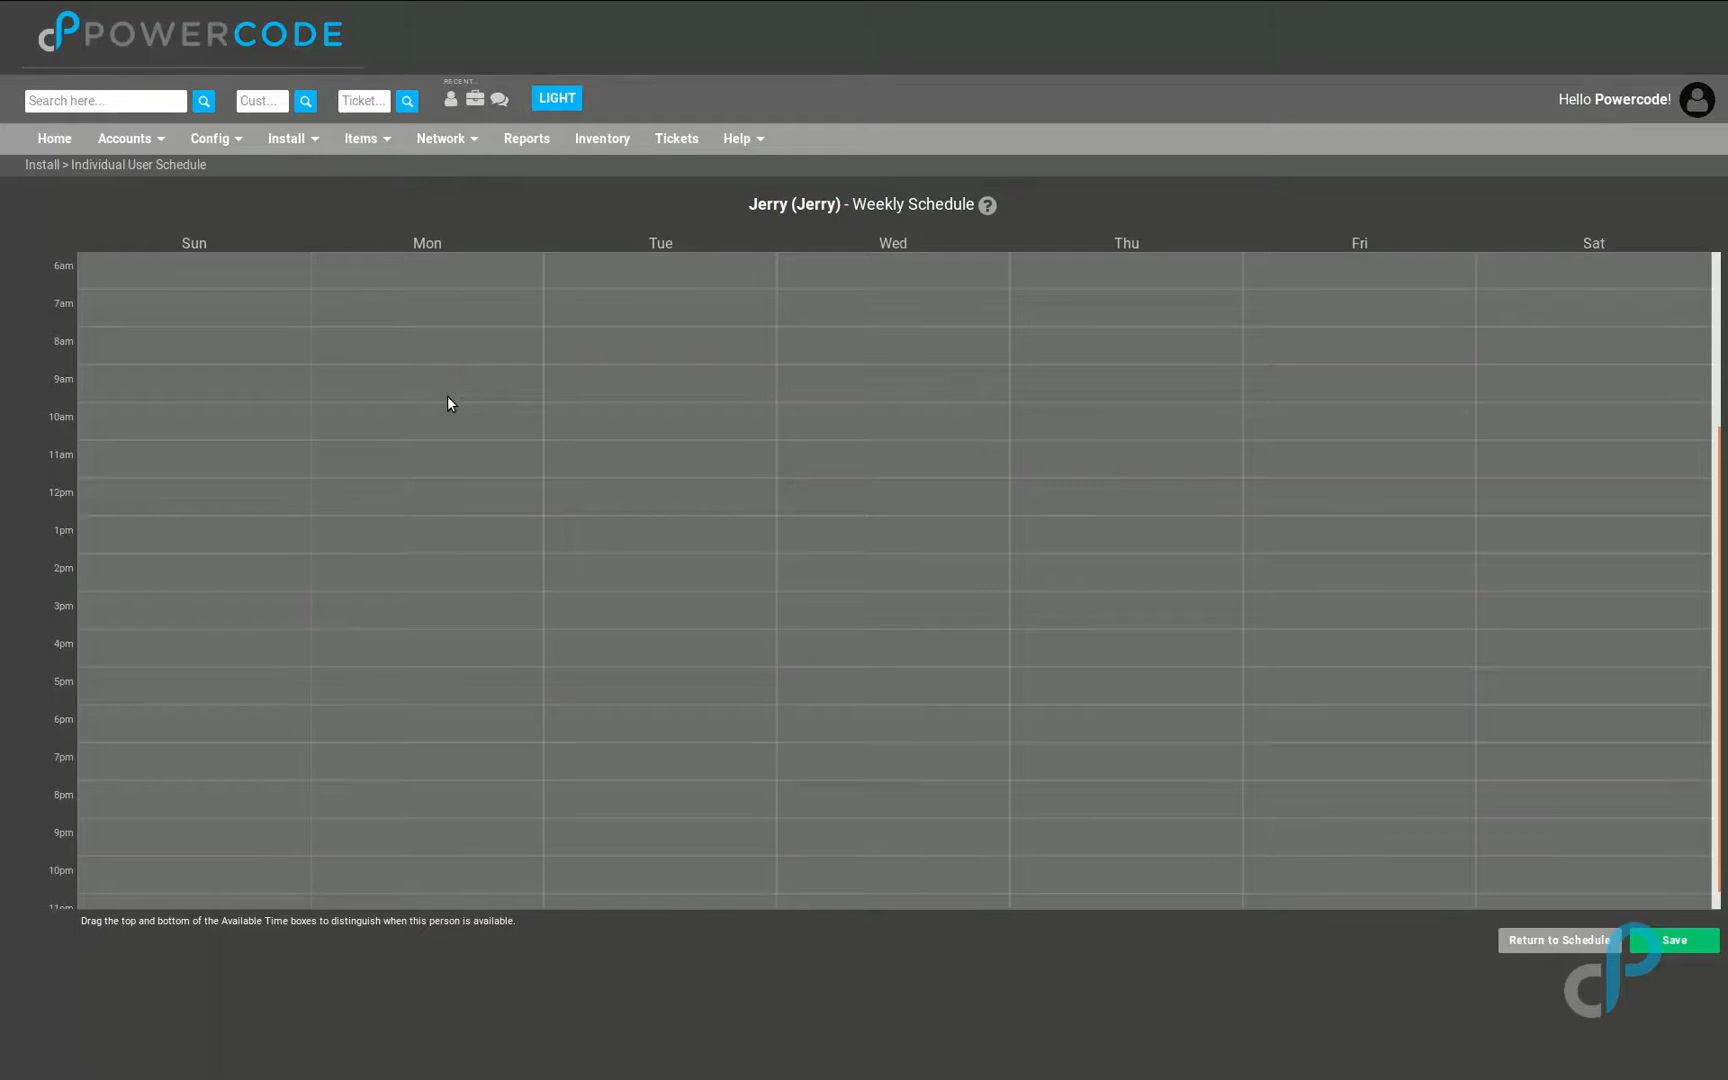 POWERCODE
RECENT...
Search here... Cust... Ticket... LIGHT Hello Powercode!
Home Accounts Config Install Items Network Reports Inventory Tickets Help
Install > Individual User Schedule
Jerry (Jerry) - Weekly Schedule ?
Sun Mon Tue Wed Thu Fri Sat
6am
7am
8am
9am
10am
11am
12pm
1pm
2pm
3pm
4pm
5pm
6pm
7pm
8pm
9pm
10pm
11pm
Drag the top and bottom of the Available Time boxes to distinguish when this person is available.
Return to Schedule Save